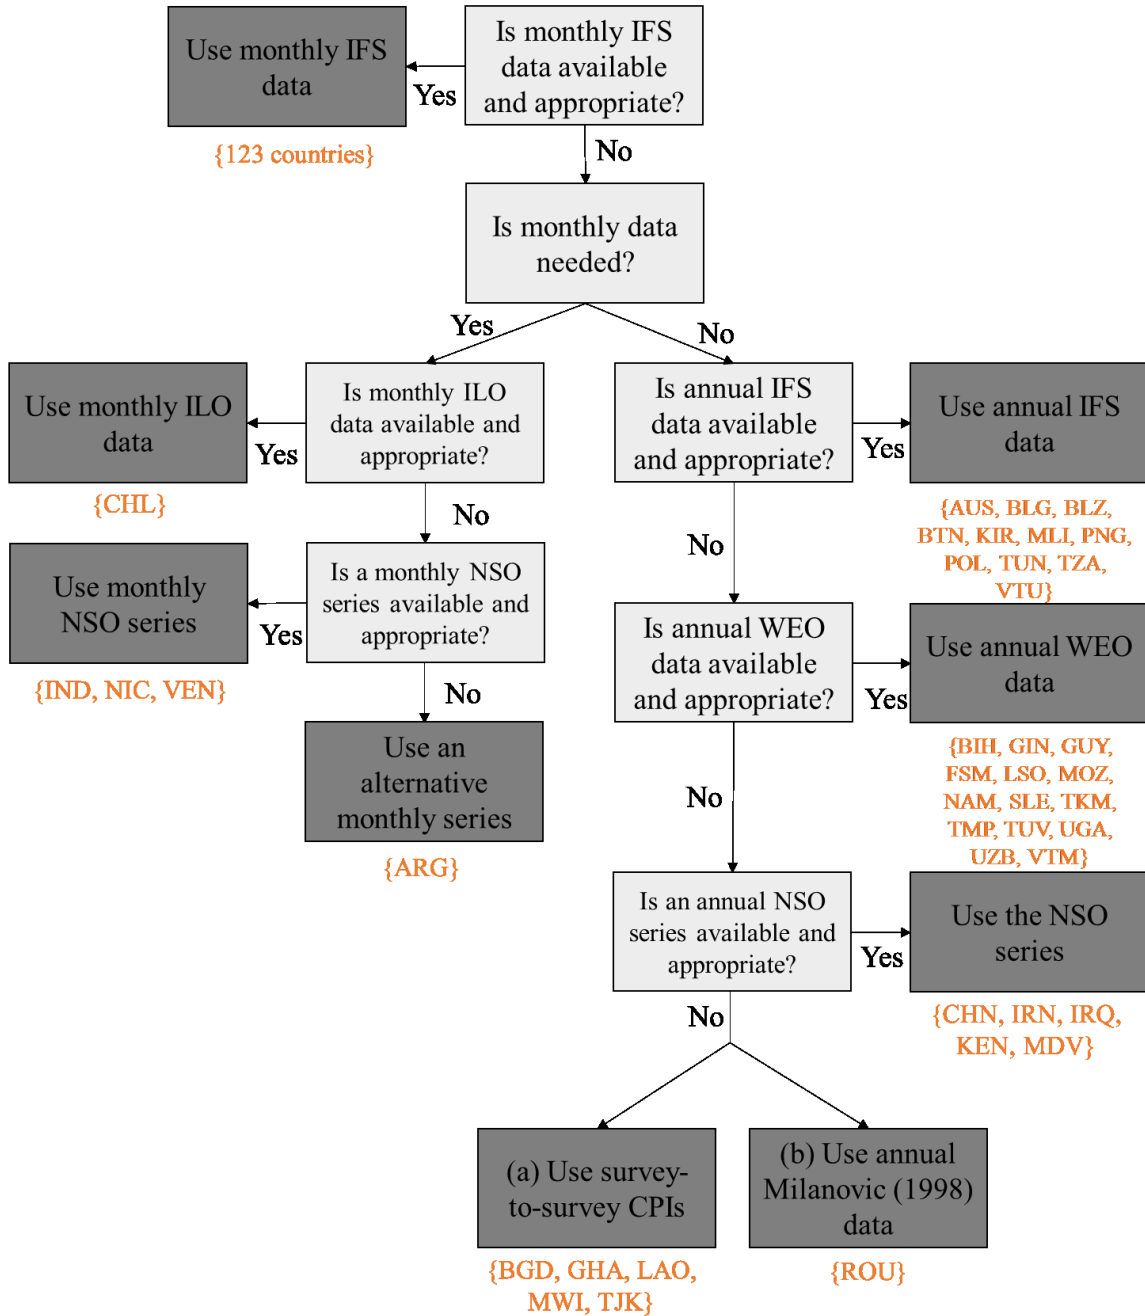 Use monthly IFS
data
Is monthly IFS
data available
and appropriate?
Yes
{123 countries}
No
Is monthly data
needed?
Yes
No
Use monthly ILO
data
Is monthly ILO
data available and
appropriate?
Yes
{CHL}
Is annual IFS
data available
and appropriate?
Use annual IFS
data
Yes
{AUS, BLG, BLZ,
BTN, KIR, MLI, PNG,
POL, TUN, TZA,
VTU}
No
No
Use monthly
NSO series
Is a monthly NSO
series available and
appropriate?
Yes
{IND, NIC, VEN}
Is annual WEO
data available
and appropriate?
Use annual WEO
data
Yes
{BIH, GIN, GUY,
FSM, LSO, MOZ,
NAM, SLE, TKM,
TMP, TUV, UGA,
UZB, VTM}
No
Use an
alternative
monthly series
{ARG}
No
Is an annual NSO
series available and
appropriate?
Use the NSO
series
Yes
{CHN, IRN, IRQ,
KEN, MDV}
No
(a) Use survey-
to-survey CPIs
{BGD, GHA, LAO,
MWI, TJK}
(b) Use annual
Milanovic (1998)
data
{ROU}